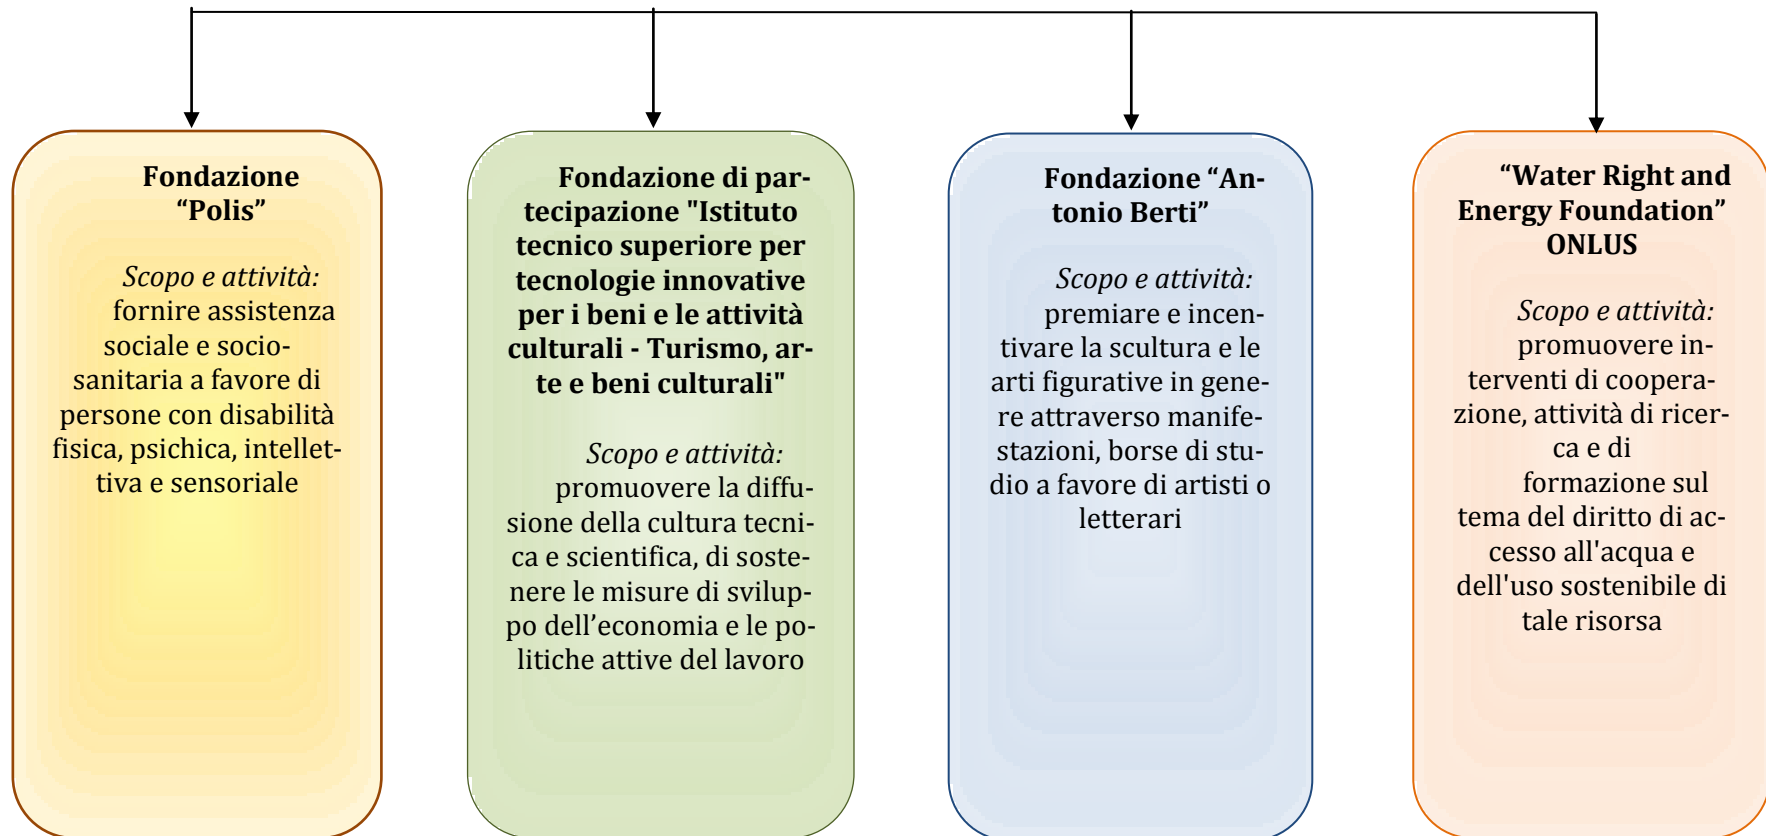 Fondazione
“Polis”
Scopo e attività:
fornire assistenza
sociale e socio-
sanitaria a favore di
persone con disabilità
fisica, psichica, intellet-
tiva e sensoriale
Fondazione di par-
tecipazione "Istituto
tecnico superiore per
tecnologie innovative
per i beni e le attività
culturali - Turismo, ar-
te e beni culturali"
Scopo e attività:
promuovere la diffu-
sione della cultura tecni-
ca e scientifica, di soste-
nere le misure di svilup-
po dell’economia e le po-
litiche attive del lavoro
Fondazione “An-
tonio Berti”
Scopo e attività:
premiare e incen-
tivare la scultura e le
arti figurative in gene-
re attraverso manife-
stazioni, borse di stu-
dio a favore di artisti o
letterari
“Water Right and
Energy Foundation”
ONLUS
Scopo e attività:
promuovere in-
terventi di coopera-
zione, attività di ricer-
ca e di
formazione sul
tema del diritto di ac-
cesso all'acqua e
dell'uso sostenibile di
tale risorsa